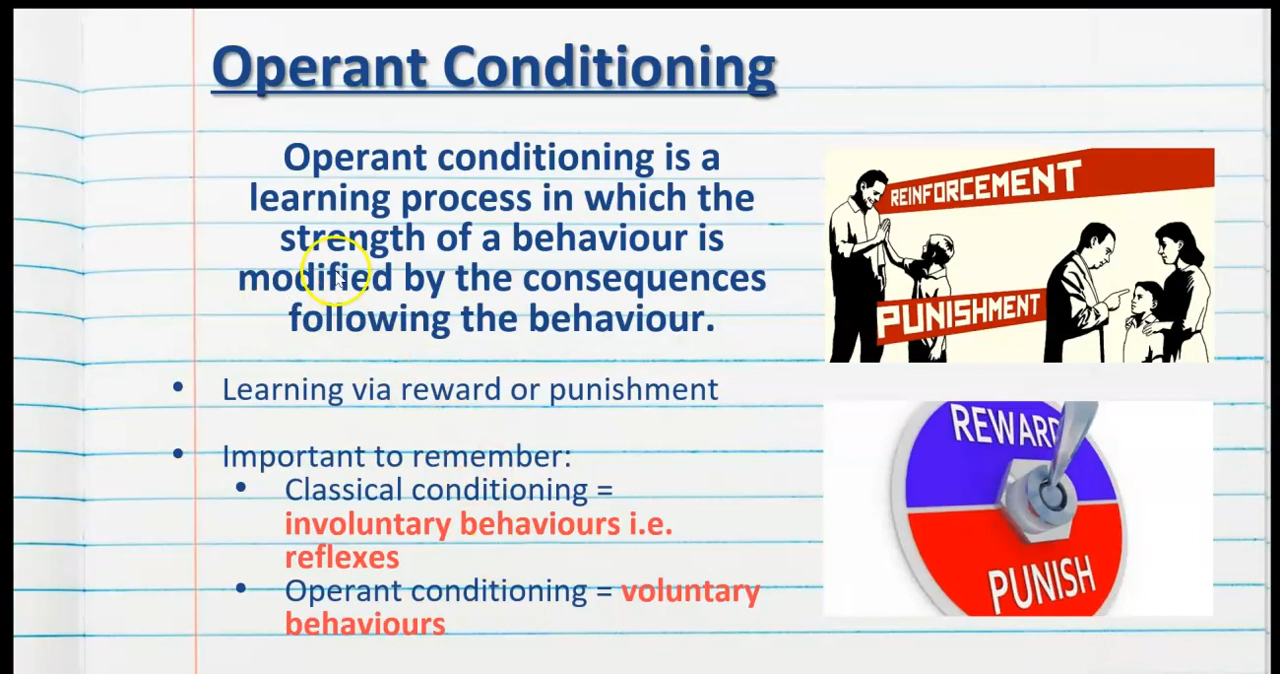 Operant Conditioning
Operant conditioning is a
learning process in which the
strength of a behaviour is
modified by the consequences
following the behaviour.
• Learning via reward or punishment
• Important to remember:
• Classical conditioning =
involuntary behaviours i.e.
reflexes
• Operant conditioning = voluntary
behaviours
REINFORCEMENT
PUNISHMENT
REWARD
PUNISH